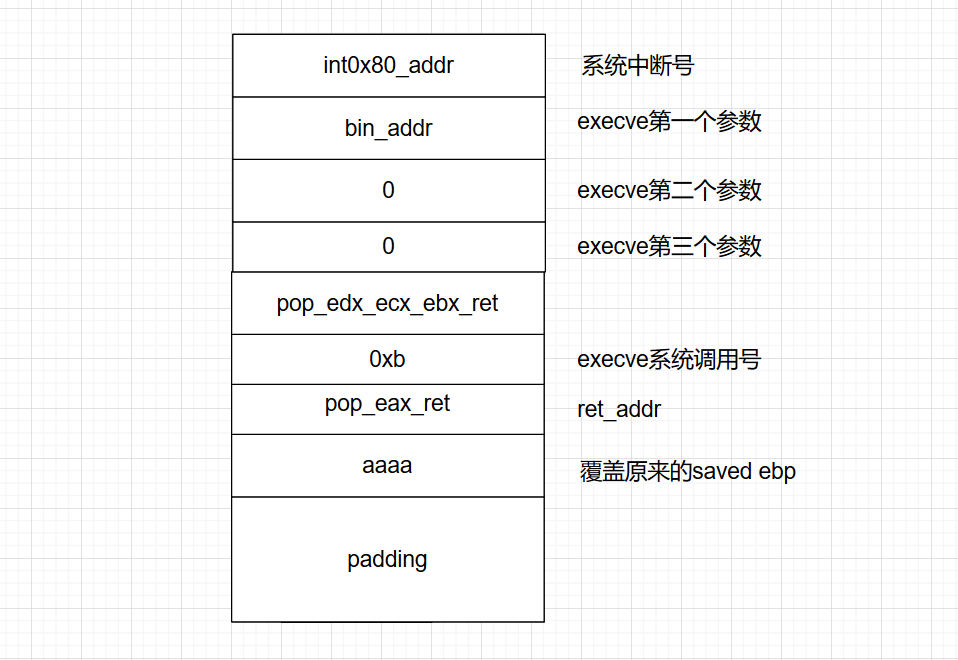 int0x80_addr 系统中断号
bin_addr execve第一个参数
0 execve第二个参数
0 execve第三个参数
pop_edx_ecx_ebx_ret
0xb execve系统调用号
pop_eax_ret ret_addr
aaaa 覆盖原来的saved ebp
padding